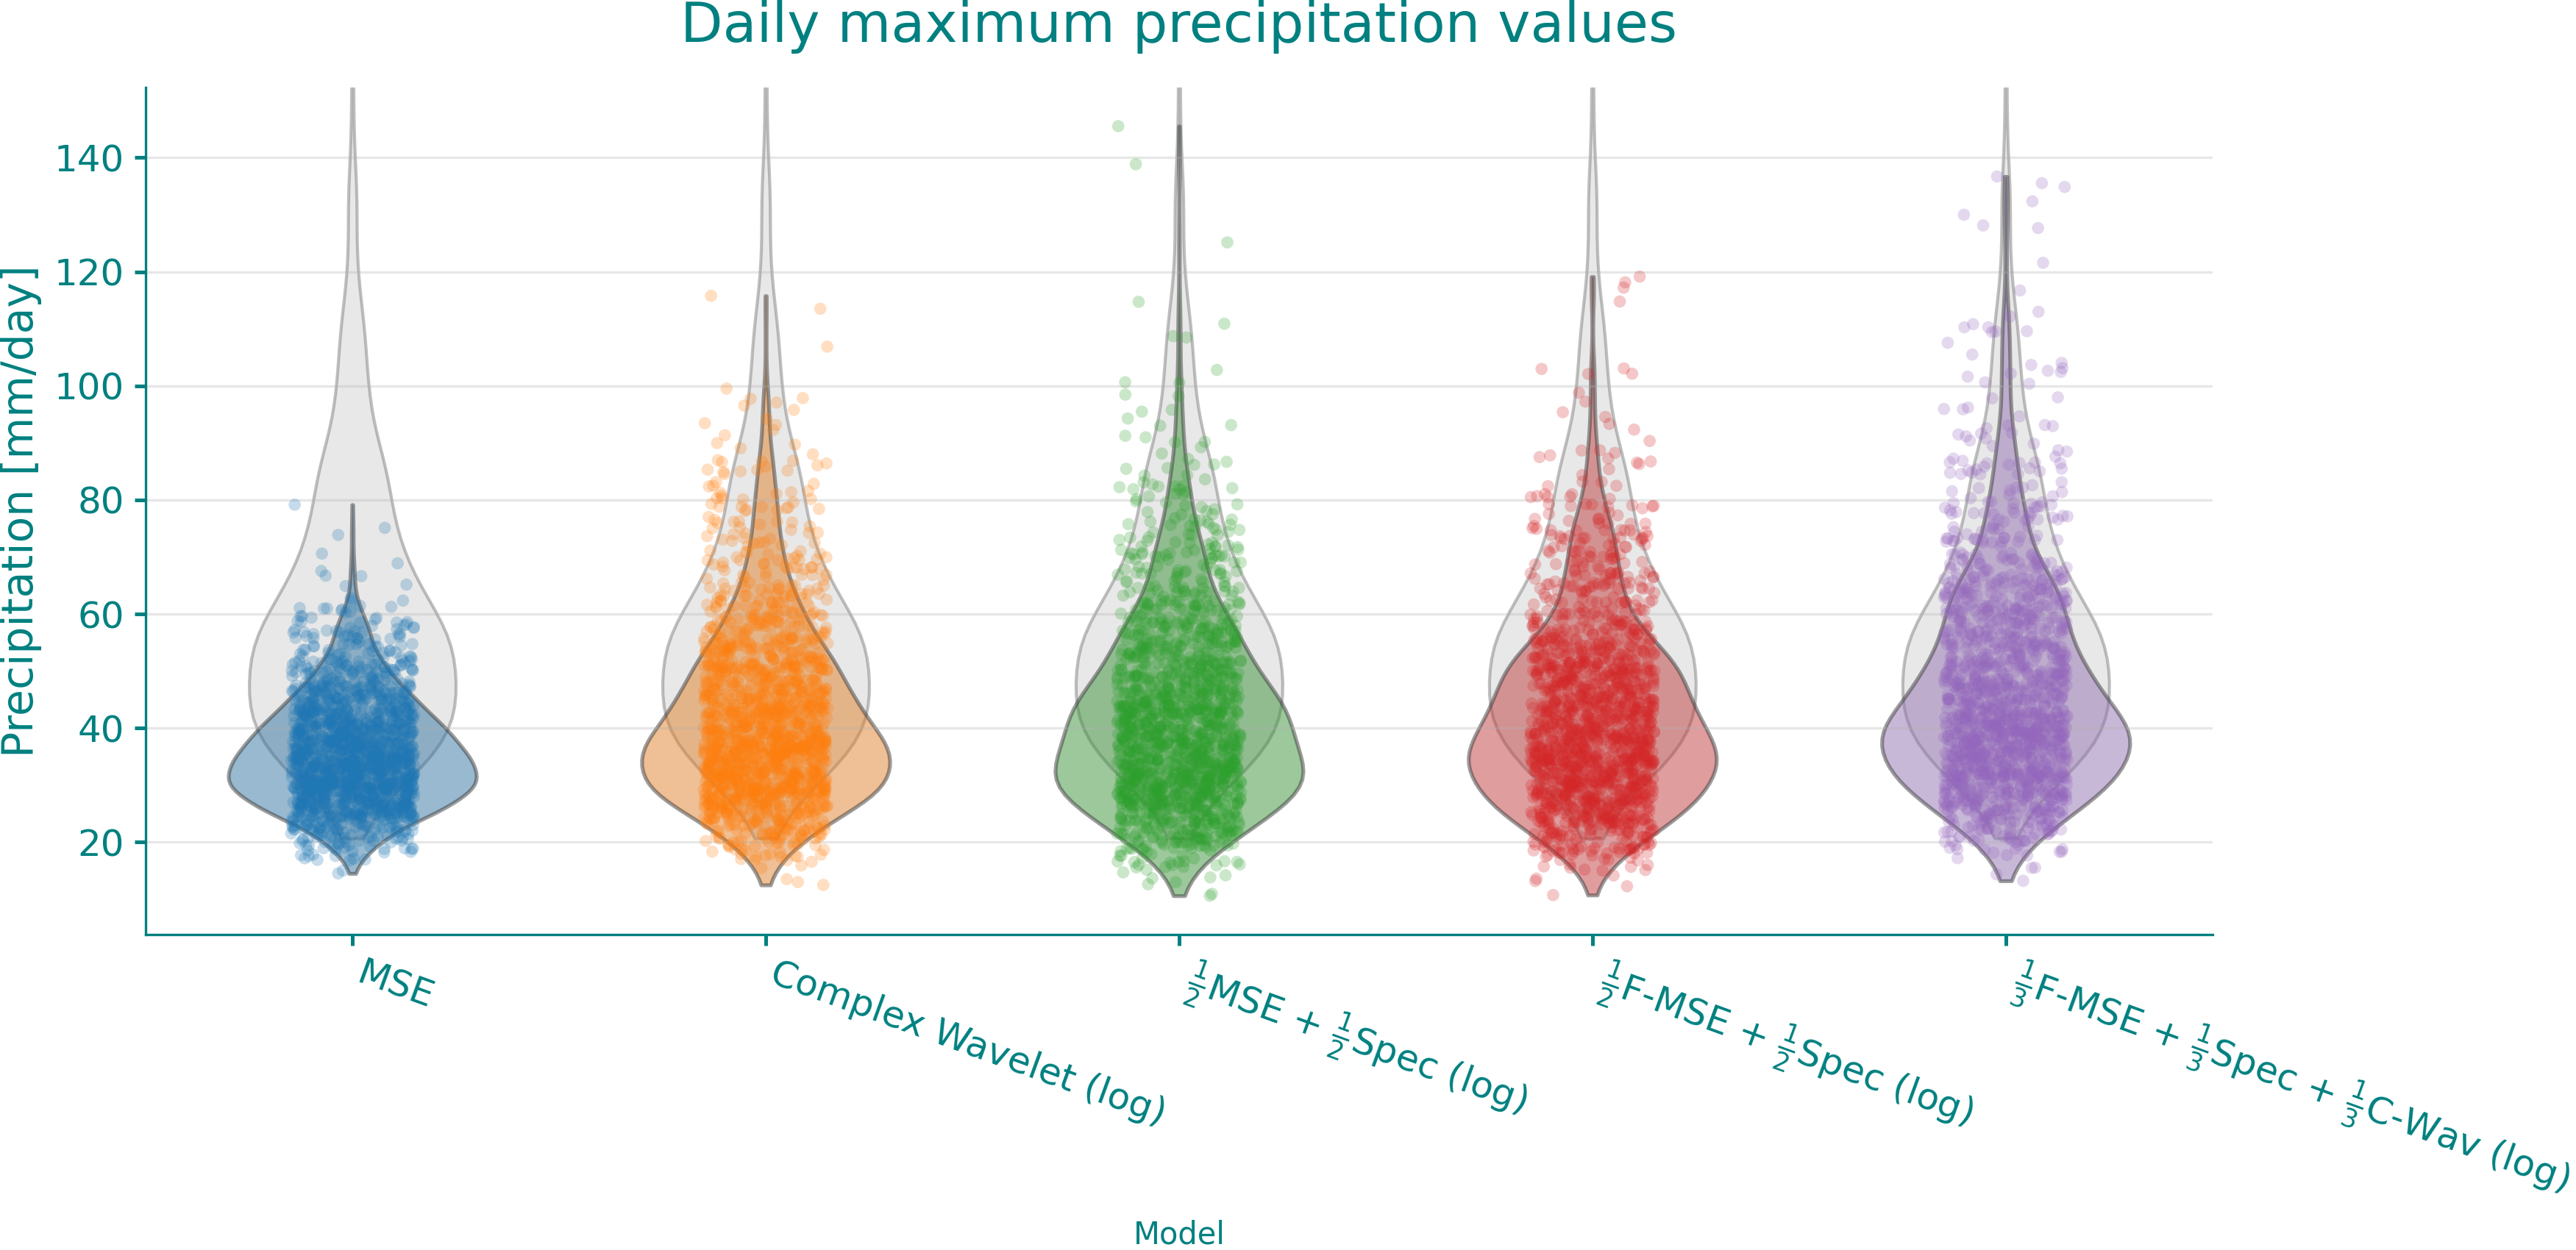 Daily maximum precipitation values
Precipitation [mm/day]
140
120
100
80
60
40
20
MSE
Complex Wavelet (log)
½MSE + ½Spec (log)
½F-MSE + ½Spec (log)
⅓F-MSE + ⅓Spec + ⅓C-Wav (log)
Model